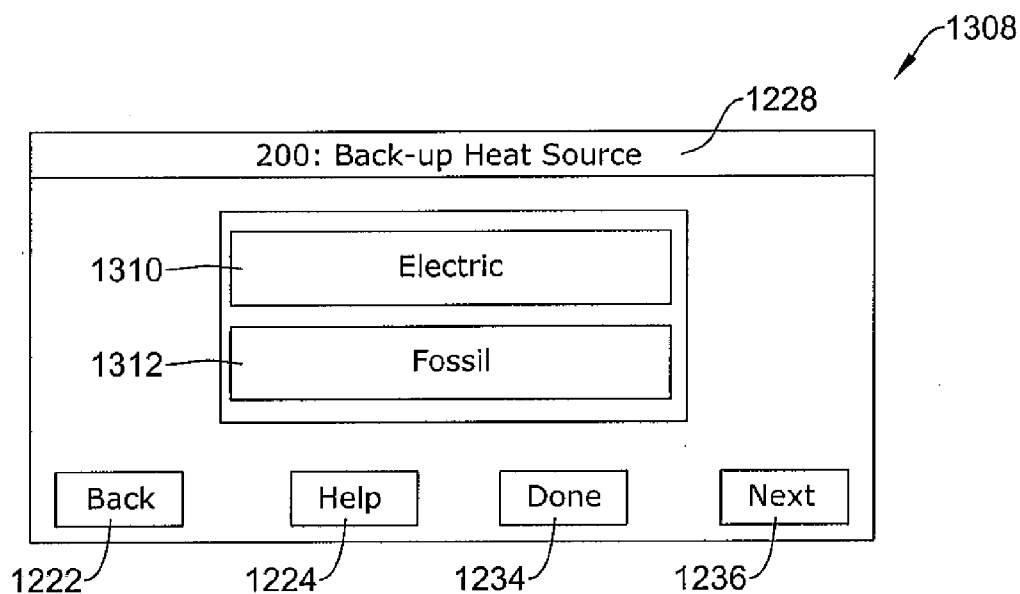 1308
1228
200: Back-up Heat Source
1310
Electric
1312
Fossil
Back
Help
Done
Next
1222
1224
1234
1236